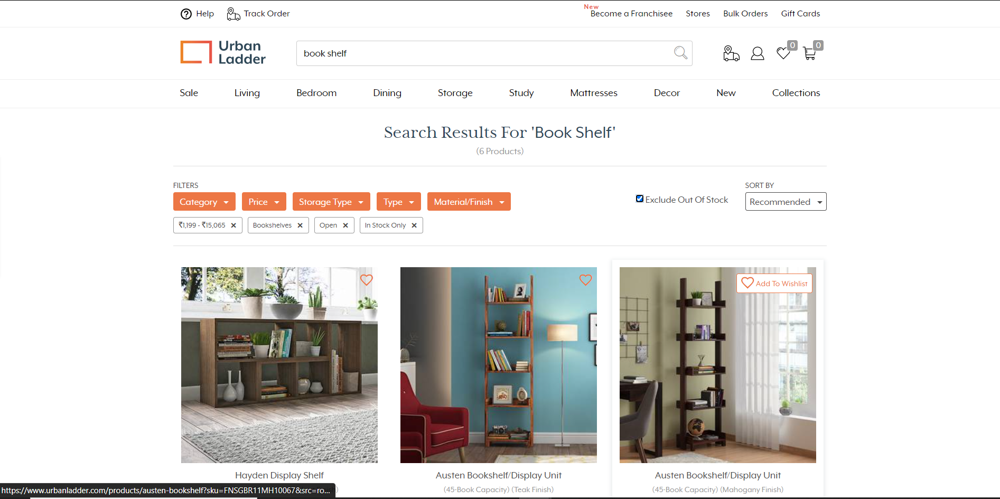 Help
Track Order
New
Become a Franchisee
Stores
Bulk Orders
Gift Cards
Urban
Ladder
book shelf
0
0
Sale
Living
Bedroom
Dining
Storage
Study
Mattresses
Decor
New
Collections
Search Results For 'Book Shelf'
(6 Products)
FILTERS
SORT BY
Category
Price
Storage Type
Type
Material/Finish
Exclude Out Of Stock
Recommended
₹1,199 - ₹15,065
Bookshelves
Open
In Stock Only
Add To Wishlist
Hayden Display Shelf
Austen Bookshelf/Display Unit
Austen Bookshelf/Display Unit
(45-Book Capacity) (Teak Finish)
(45-Book Capacity) (Mahogany Finish)
https://www.urbanladder.com/products/austen-bookshelf?sku=FNSGBR11MH10067&src=ro...